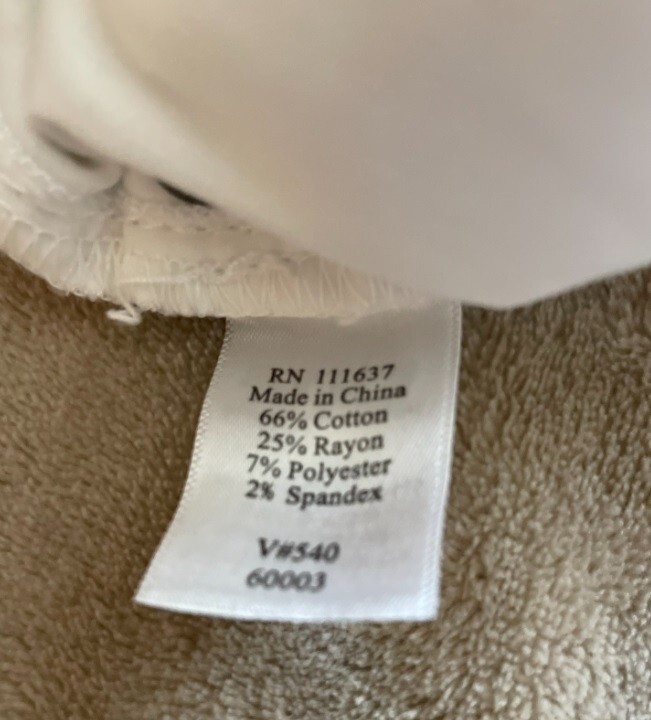 RN 111637
Made in China
66% Cotton
25% Rayon
7% Polyester
2% Spandex
V#540
60003